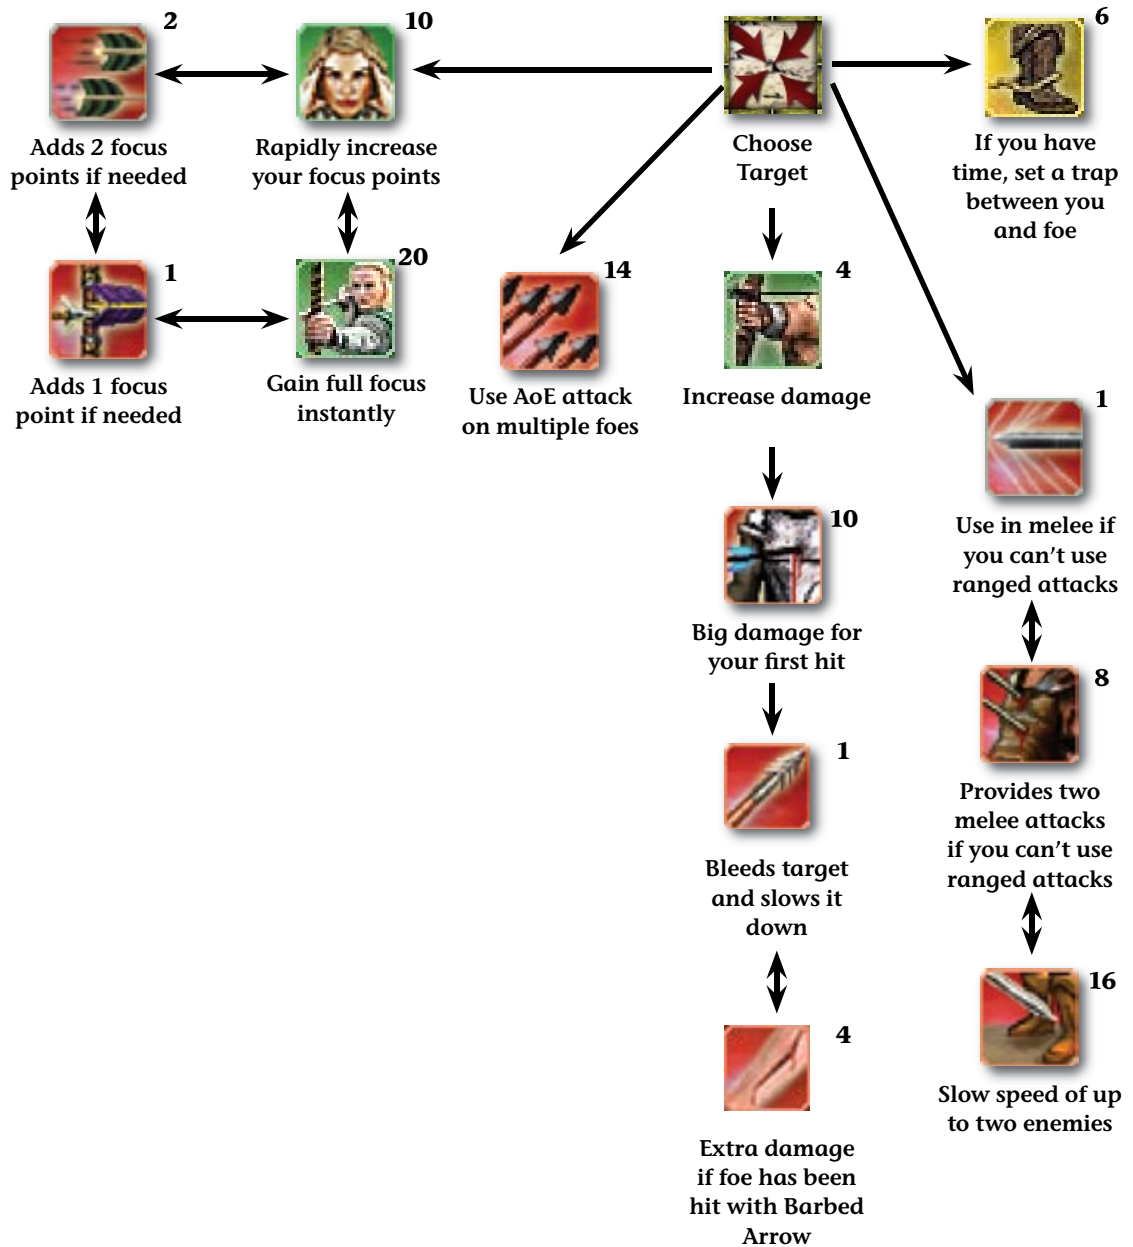 2
Adds 2 focus
points if needed
10
Rapidly increase
your focus points
Choose
Target
6
If you have
time, set a trap
between you
and foe
1
Adds 1 focus
point if needed
20
Gain full focus
instantly
14
Use AoE attack
on multiple foes
4
Increase damage
10
Big damage for
your first hit
1
Bleeds target
and slows it
down
4
Extra damage
if foe has been
hit with Barbed
Arrow
1
Use in melee if
you can’t use
ranged attacks
8
Provides two
melee attacks
if you can’t use
ranged attacks
16
Slow speed of up
to two enemies